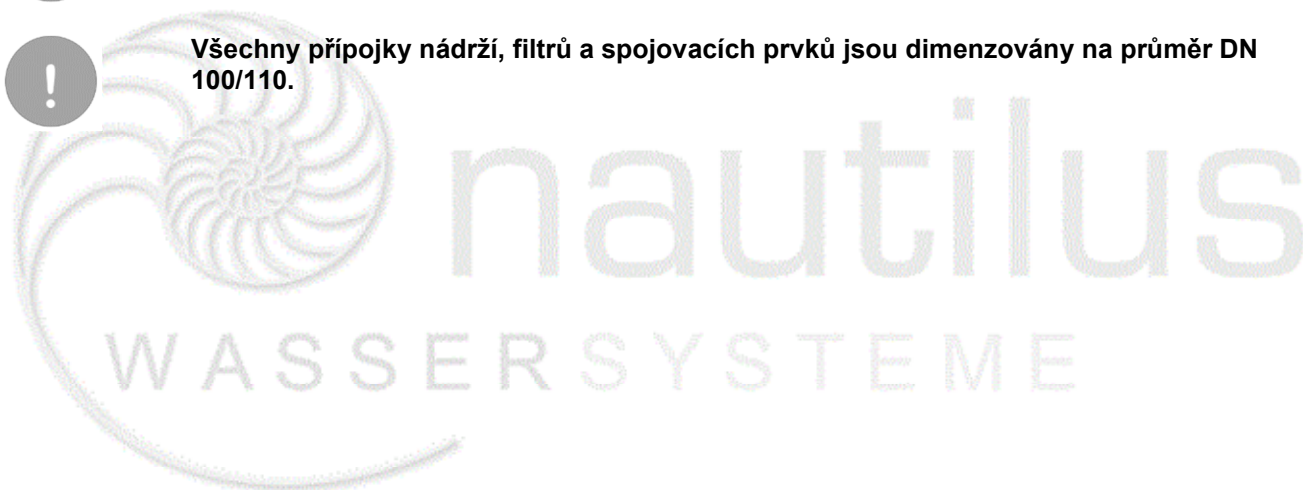 Všechny přípojky nádrží, filtrů a spojovacích prvků jsou dimenzovány na průměr DN
100/110.
!
nautilus
WASSERSYSTEME